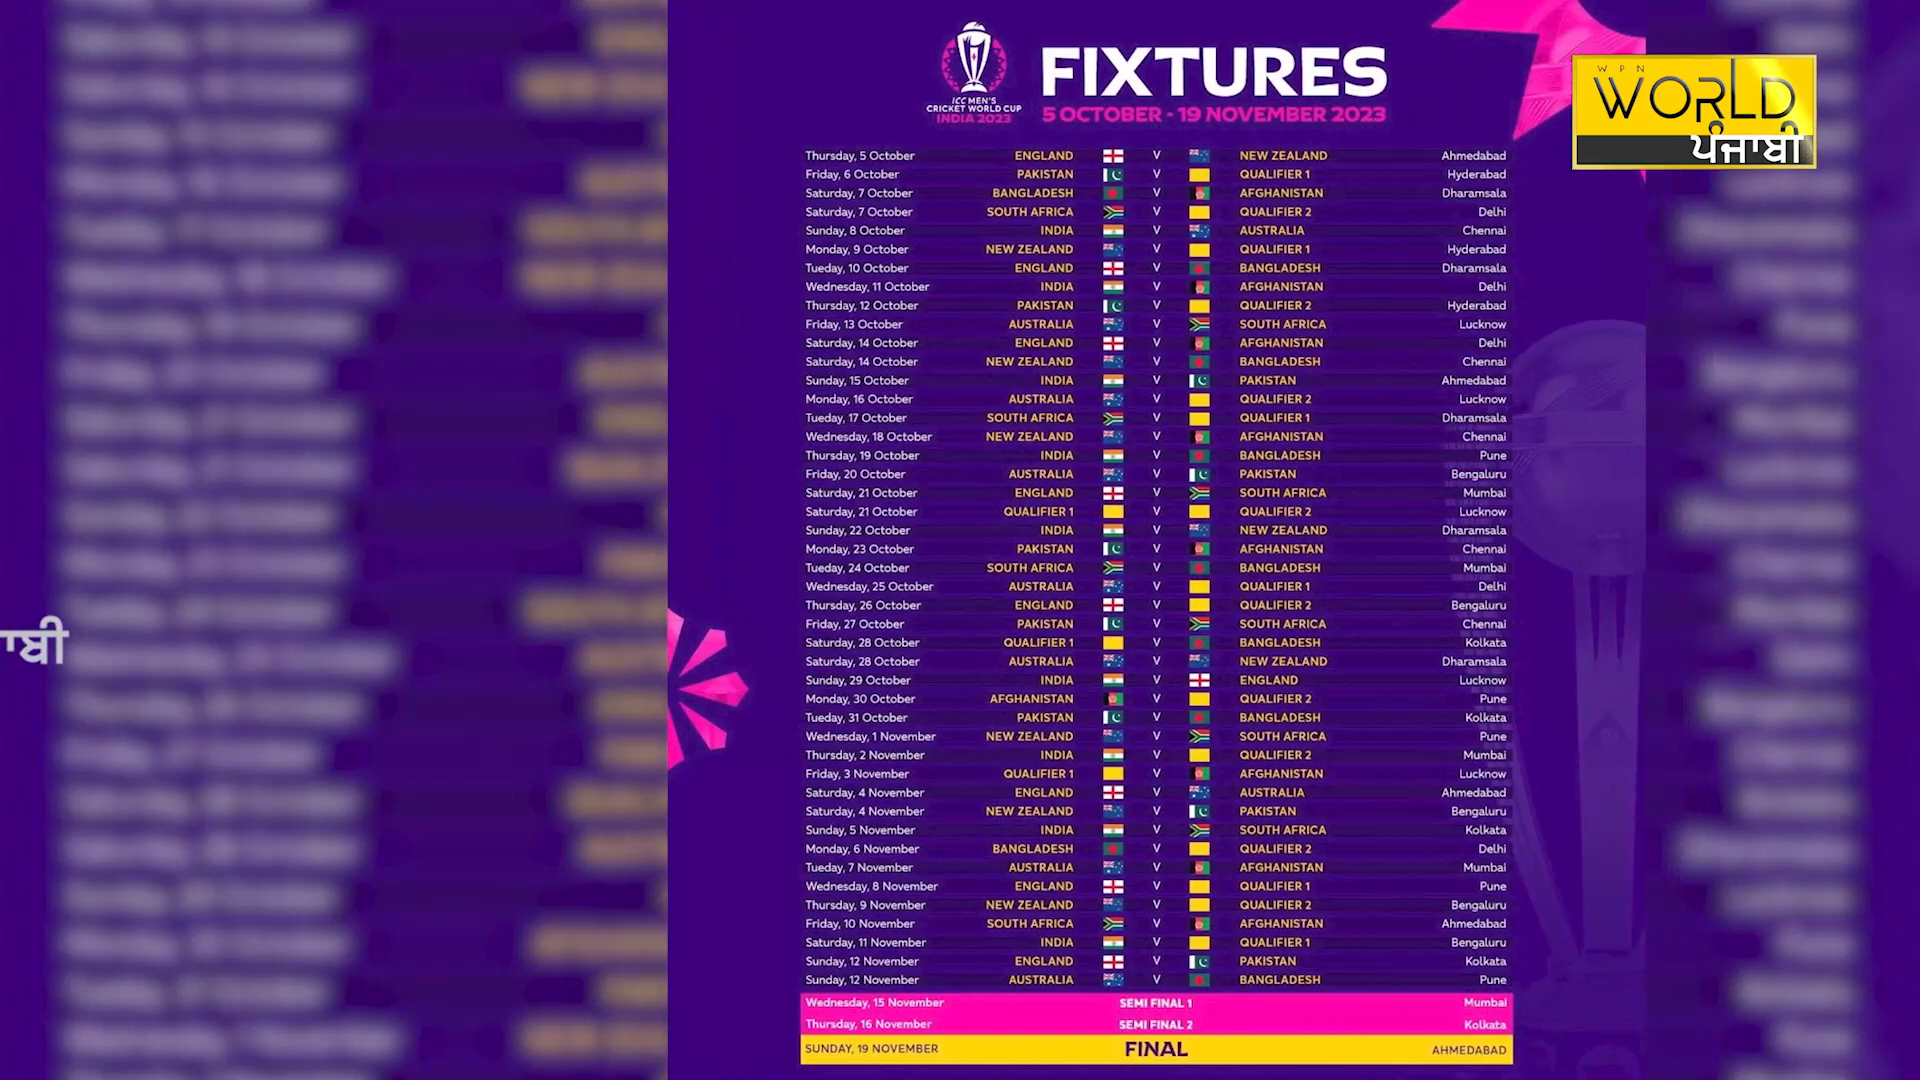 FIXTURES
5 OCTOBER - 19 NOVEMBER 2023
ICC MEN'S
CRICKET WORLD CUP
INDIA 2023
WPN
WORLD
ਪੰਜਾਬੀ
Thursday, 5 October ENGLAND V NEW ZEALAND Ahmedabad
Friday, 6 October PAKISTAN V QUALIFIER 1 Hyderabad
Saturday, 7 October BANGLADESH V AFGHANISTAN Dharamsala
Saturday, 7 October SOUTH AFRICA V QUALIFIER 2 Delhi
Sunday, 8 October INDIA V AUSTRALIA Chennai
Monday, 9 October NEW ZEALAND V QUALIFIER 1 Hyderabad
Tueday, 10 October ENGLAND V BANGLADESH Dharamsala
Wednesday, 11 October INDIA V AFGHANISTAN Delhi
Thursday, 12 October PAKISTAN V QUALIFIER 2 Hyderabad
Friday, 13 October AUSTRALIA V SOUTH AFRICA Lucknow
Saturday, 14 October ENGLAND V AFGHANISTAN Delhi
Saturday, 14 October NEW ZEALAND V BANGLADESH Chennai
Sunday, 15 October INDIA V PAKISTAN Ahmedabad
Monday, 16 October AUSTRALIA V QUALIFIER 2 Lucknow
Tueday, 17 October SOUTH AFRICA V QUALIFIER 1 Dharamsala
Wednesday, 18 October NEW ZEALAND V AFGHANISTAN Chennai
Thursday, 19 October INDIA V BANGLADESH Pune
Friday, 20 October AUSTRALIA V PAKISTAN Bengaluru
Saturday, 21 October ENGLAND V SOUTH AFRICA Mumbai
Saturday, 21 October QUALIFIER 1 V QUALIFIER 2 Lucknow
Sunday, 22 October INDIA V NEW ZEALAND Dharamsala
Monday, 23 October PAKISTAN V AFGHANISTAN Chennai
Tueday, 24 October SOUTH AFRICA V BANGLADESH Mumbai
Wednesday, 25 October AUSTRALIA V QUALIFIER 1 Delhi
Thursday, 26 October ENGLAND V QUALIFIER 2 Bengaluru
Friday, 27 October PAKISTAN V SOUTH AFRICA Chennai
Saturday, 28 October QUALIFIER 1 V BANGLADESH Kolkata
Saturday, 28 October AUSTRALIA V NEW ZEALAND Dharamsala
Sunday, 29 October INDIA V ENGLAND Lucknow
Monday, 30 October AFGHANISTAN V QUALIFIER 2 Pune
Tueday, 31 October PAKISTAN V BANGLADESH Kolkata
Wednesday, 1 November NEW ZEALAND V SOUTH AFRICA Pune
Thursday, 2 November INDIA V QUALIFIER 2 Mumbai
Friday, 3 November QUALIFIER 1 V AFGHANISTAN Lucknow
Saturday, 4 November ENGLAND V AUSTRALIA Ahmedabad
Saturday, 4 November NEW ZEALAND V PAKISTAN Bengaluru
Sunday, 5 November INDIA V SOUTH AFRICA Kolkata
Monday, 6 November BANGLADESH V QUALIFIER 2 Delhi
Tueday, 7 November AUSTRALIA V AFGHANISTAN Mumbai
Wednesday, 8 November ENGLAND V QUALIFIER 1 Pune
Thursday, 9 November NEW ZEALAND V QUALIFIER 2 Bengaluru
Friday, 10 November SOUTH AFRICA V AFGHANISTAN Ahmedabad
Saturday, 11 November INDIA V QUALIFIER 1 Bengaluru
Sunday, 12 November ENGLAND V PAKISTAN Kolkata
Sunday, 12 November AUSTRALIA V BANGLADESH Pune
Wednesday, 15 November SEMI FINAL 1 Mumbai
Thursday, 16 November SEMI FINAL 2 Kolkata
SUNDAY, 19 NOVEMBER FINAL AHMEDABAD